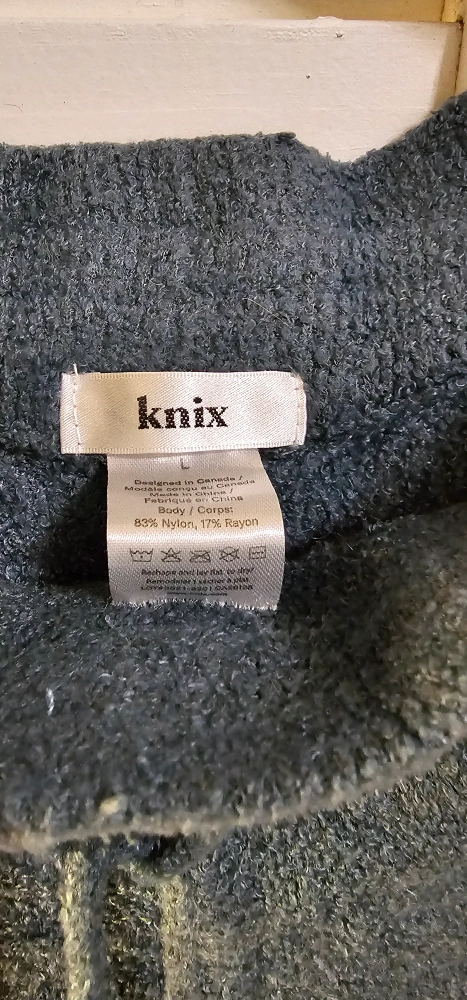 knix
L
Designed in Canada /
Modèle conçu au Canada
Made in China /
Fabriqué en Chine
Body / Corps:
83% Nylon, 17% Rayon
Reshape and lay flat to dry/
Remodeler l sécher à plat